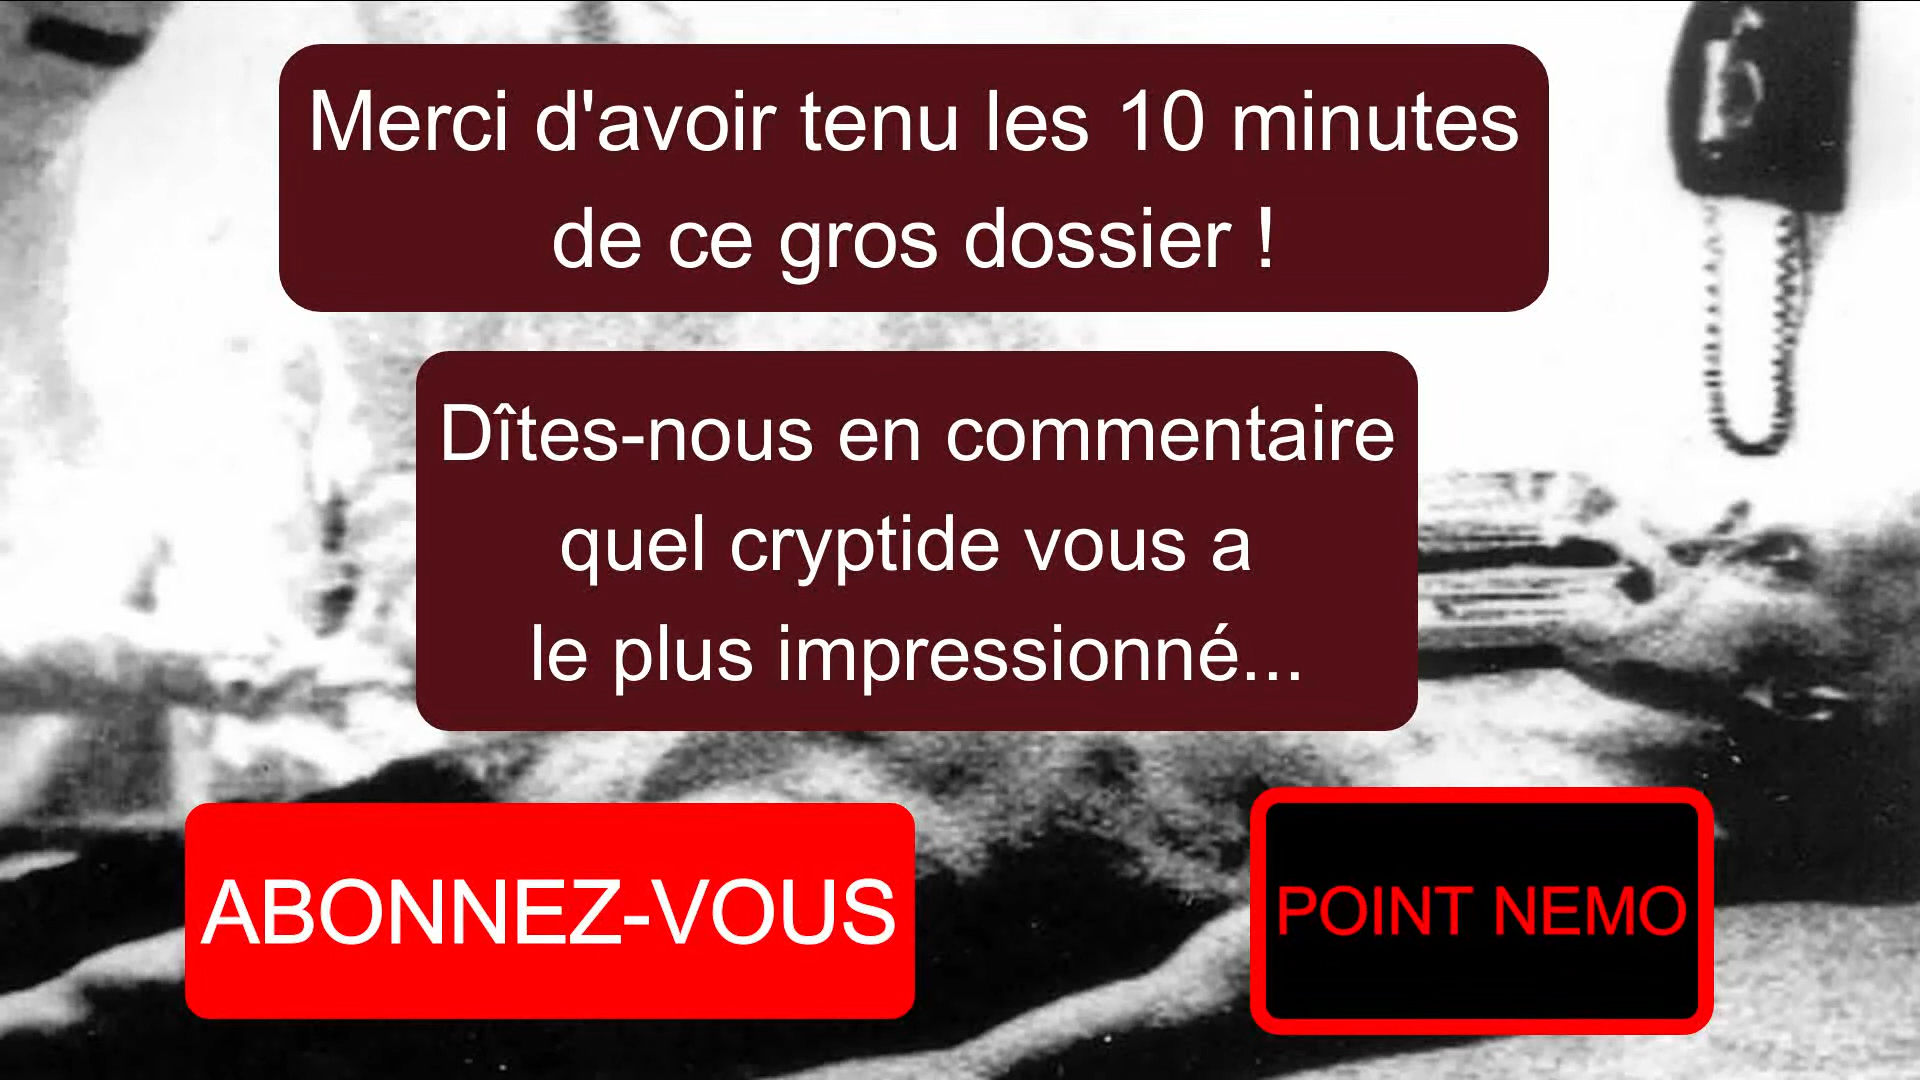 Merci d'avoir tenu les 10 minutes
de ce gros dossier !
Dîtes-nous en commentaire
quel cryptide vous a
le plus impressionné...
ABONNEZ-VOUS
POINT NEMO